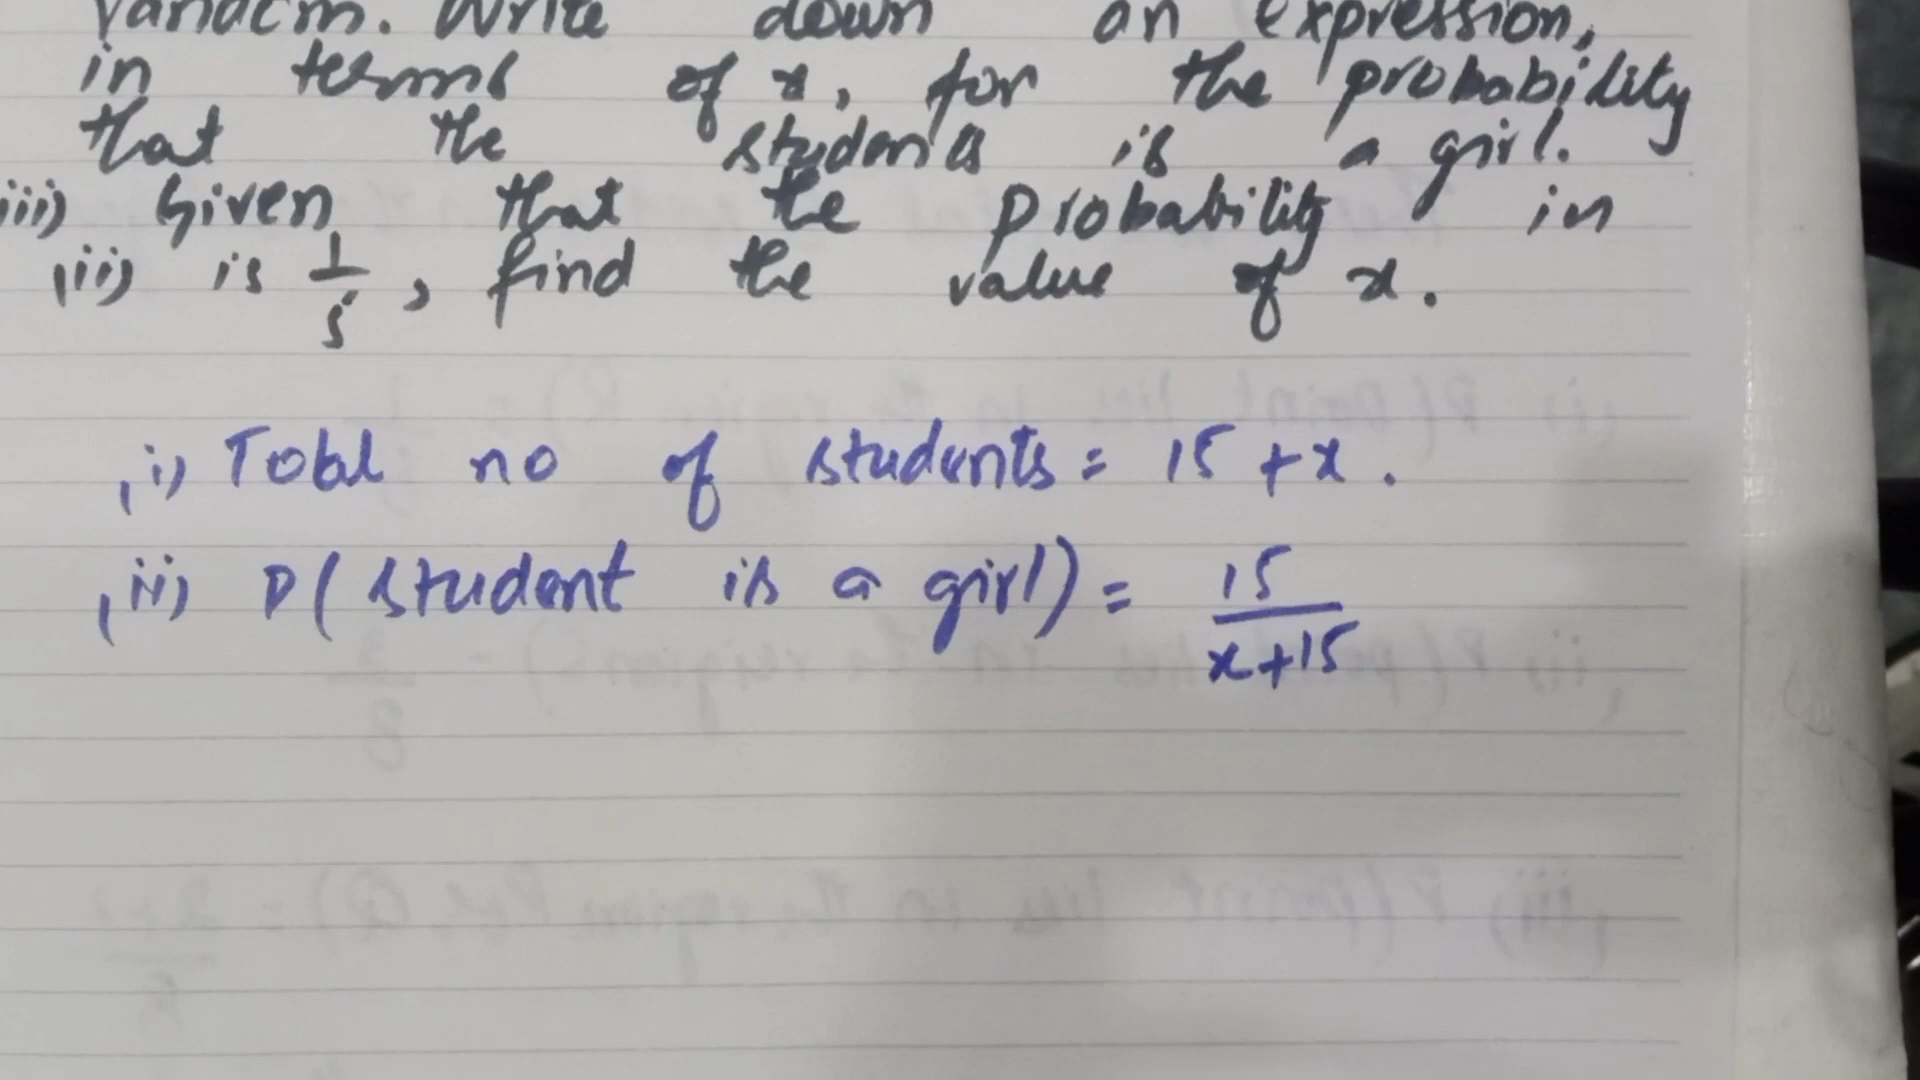 random. Write down an expression,
in terms of x, for the probability
that the students is a girl.
iii) Given that the probability in
(ii) is 1/5, find the value of x.
(i) Total no of students = 15 + x.
(ii) P(student is a girl) = 15/x+15